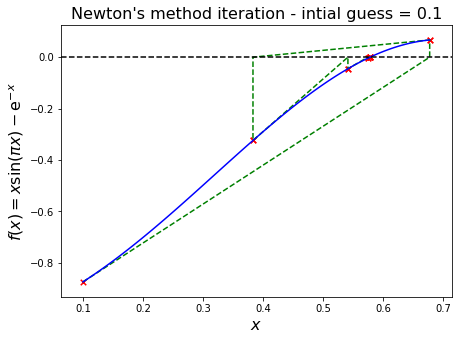 Newton's method iteration - intial guess = 0.1
f(x) = xsin(πx) − e⁻ˣ
0.0
−0.2
−0.4
−0.6
−0.8
0.1 0.2 0.3 0.4 0.5 0.6 0.7
x